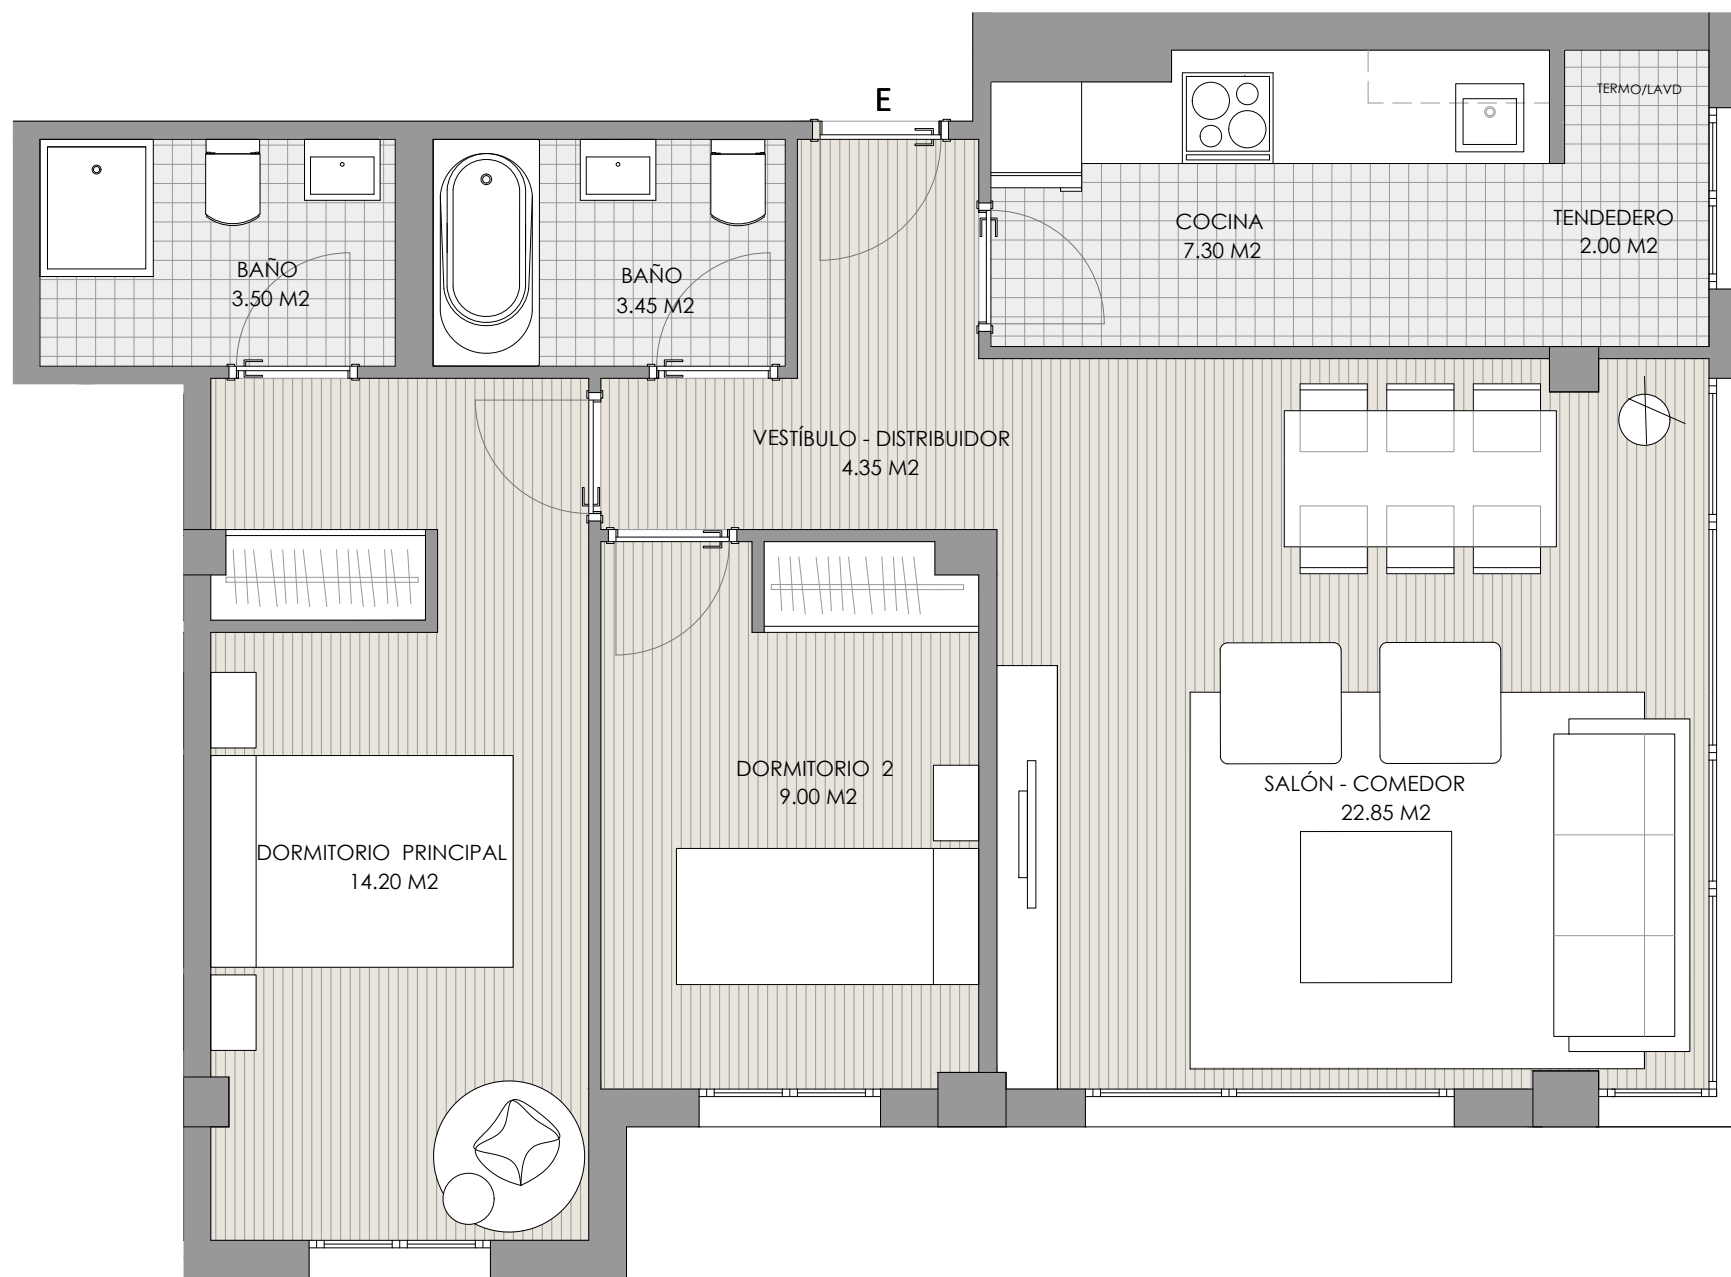 E
TERMO/LAVD
COCINA
7.30 M2
TENDEDERO
2.00 M2
BAÑO
3.50 M2
BAÑO
3.45 M2
VESTÍBULO - DISTRIBUIDOR
4.35 M2
DORMITORIO 2
9.00 M2
SALÓN - COMEDOR
22.85 M2
DORMITORIO PRINCIPAL
14.20 M2